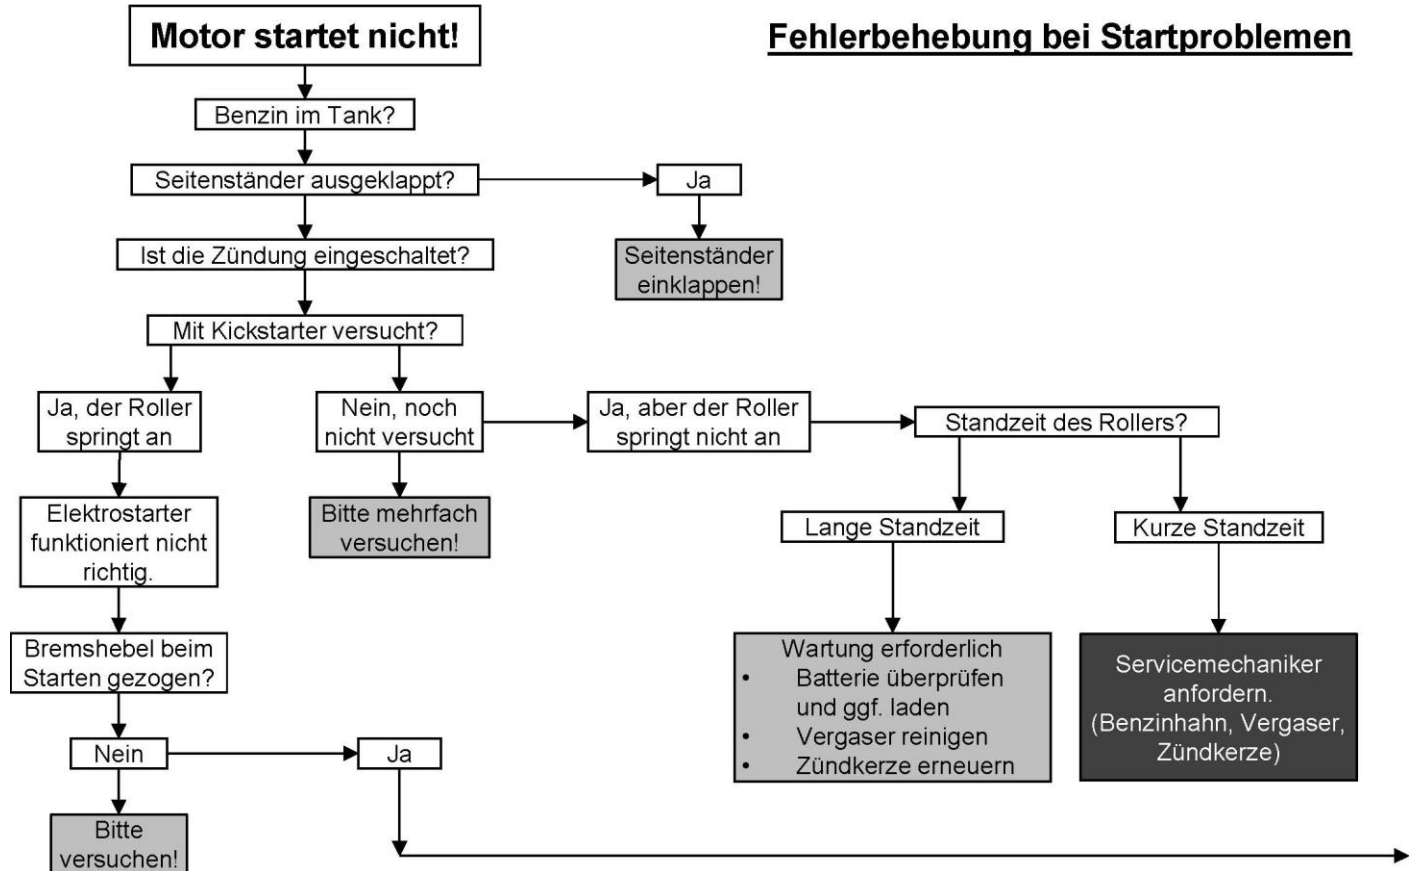 Motor startet nicht!
Fehlerbehebung bei Startproblemen
Benzin im Tank?
Seitenständer ausgeklappt?
Ja
Ist die Zündung eingeschaltet?
Seitenständer
einklappen!
Mit Kickstarter versucht?
Ja, der Roller
springt an
Nein, noch
nicht versucht
Ja, aber der Roller
springt nicht an
Standzeit des Rollers?
Elektrostarter
funktioniert nicht
richtig.
Bitte mehrfach
versuchen!
Lange Standzeit
Kurze Standzeit
Bremshebel beim
Starten gezogen?
Wartung erforderlich
• Batterie überprüfen
und ggf. laden
• Vergaser reinigen
• Zündkerze erneuern
Servicemechaniker
anfordern.
(Benzinhahn, Vergaser,
Zündkerze)
Nein
Ja
Bitte
versuchen!